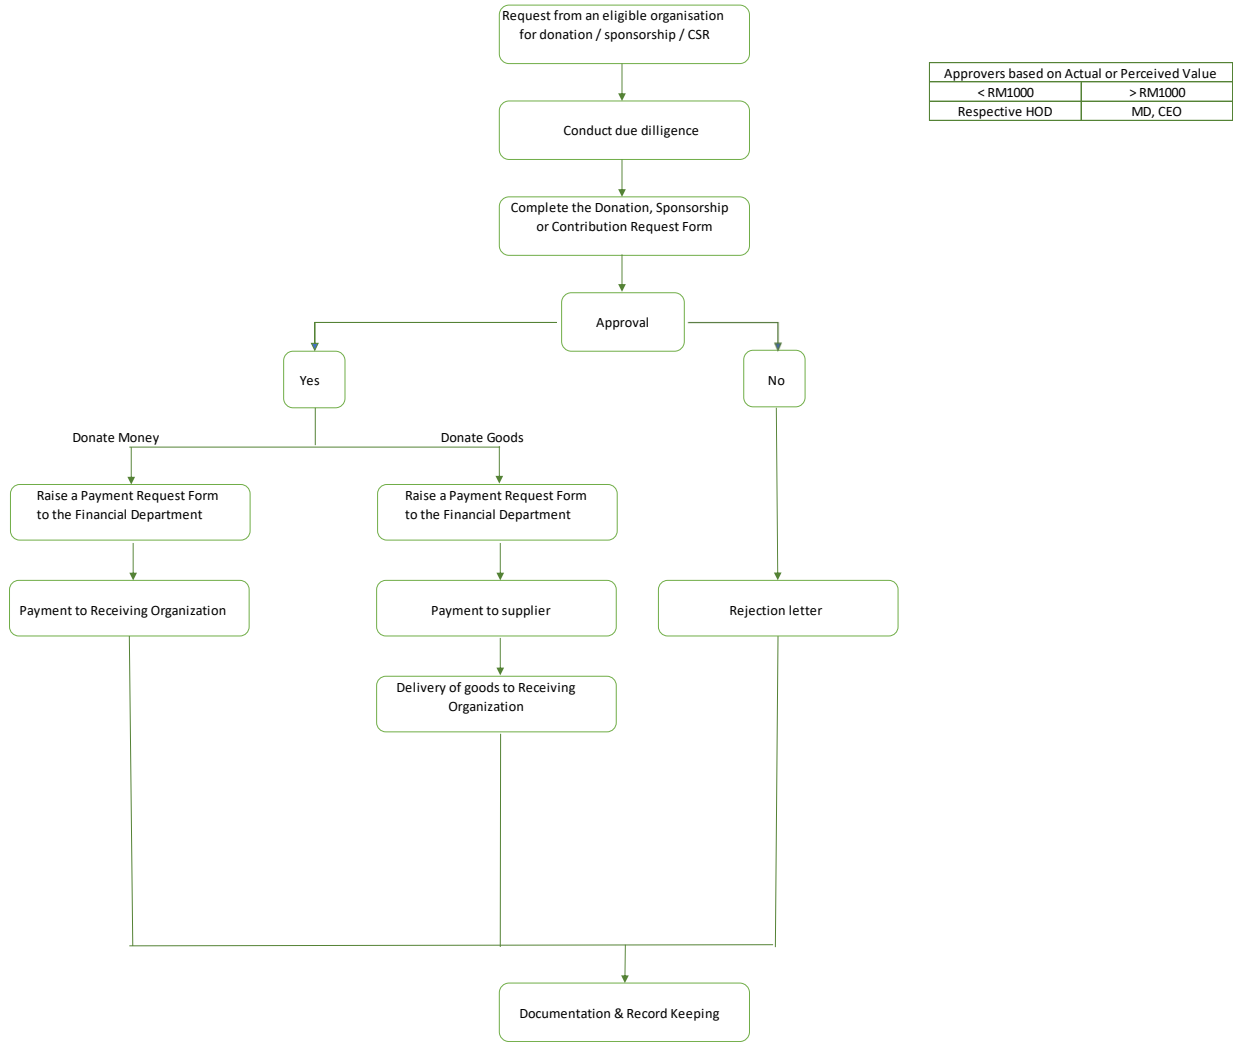 Request from an eligible organisation
for donation / sponsorship / CSR
Approvers based on Actual or Perceived Value
< RM1000 > RM1000
Respective HOD MD, CEO
Conduct due dilligence
Complete the Donation, Sponsorship
or Contribution Request Form
Approval
Yes
No
Donate Money
Donate Goods
Raise a Payment Request Form
to the Financial Department
Raise a Payment Request Form
to the Financial Department
Payment to Receiving Organization
Payment to supplier
Rejection letter
Delivery of goods to Receiving
Organization
Documentation & Record Keeping